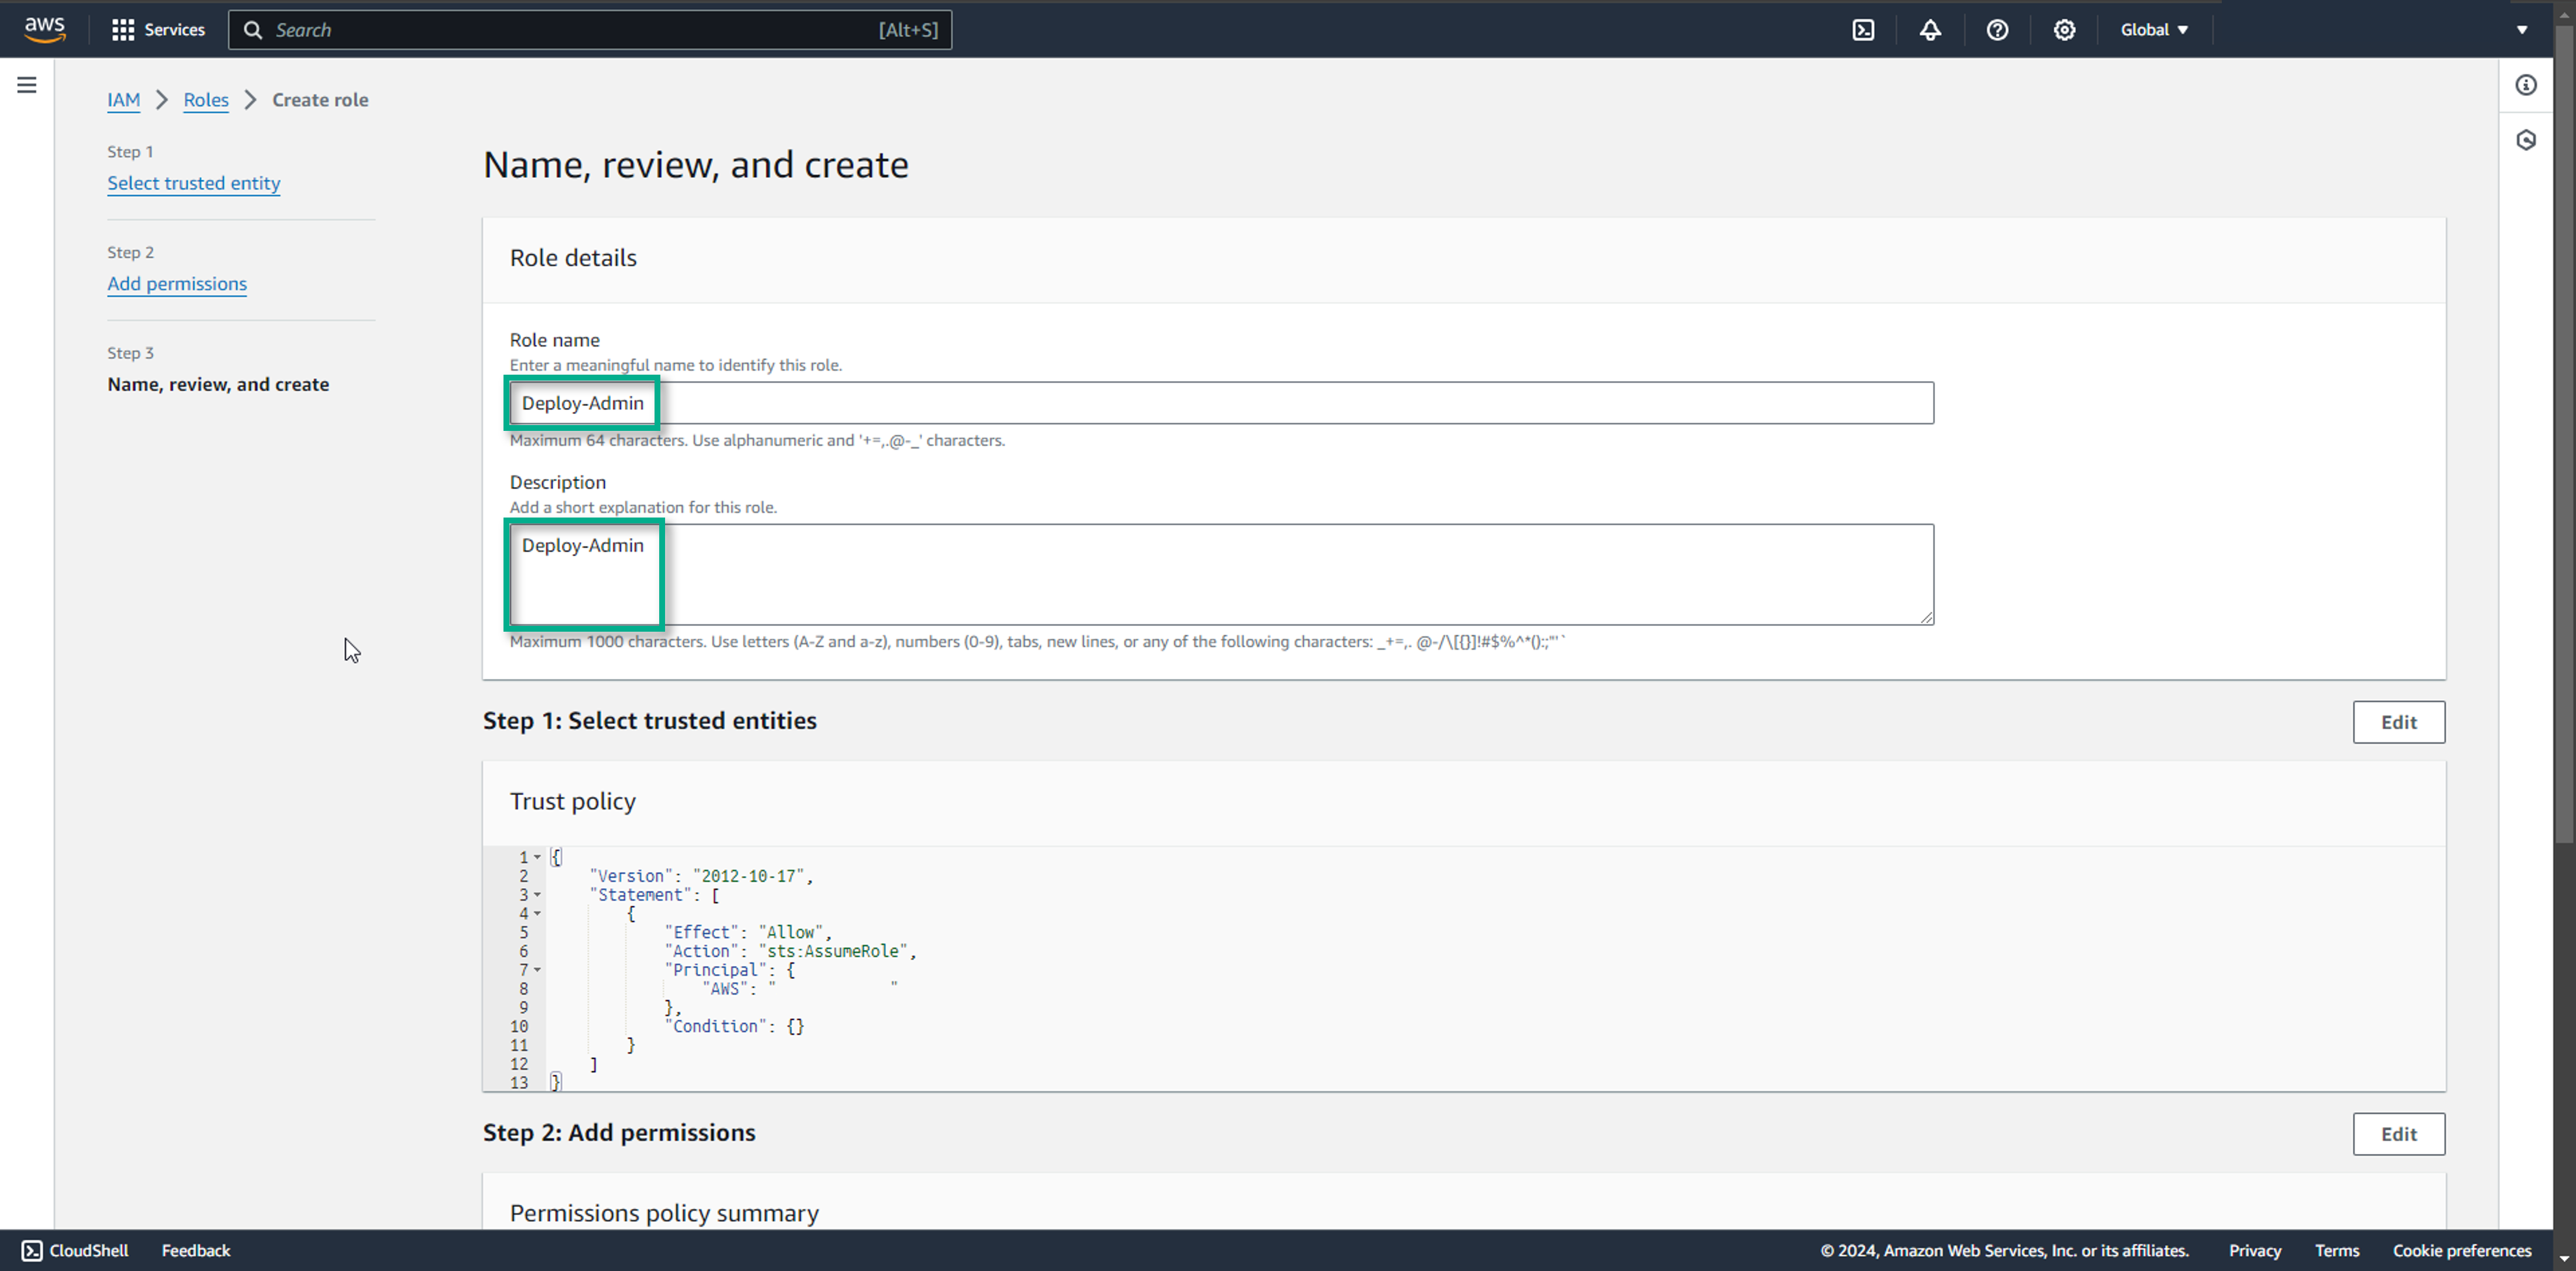 aws Services Search [Alt+S] Global
IAM Roles Create role
Step 1
Select trusted entity
Step 2
Add permissions
Step 3
Name, review, and create
Name, review, and create
Role details
Role name
Enter a meaningful name to identify this role.
Deploy-Admin
Maximum 64 characters. Use alphanumeric and '+=,.@-_' characters.
Description
Add a short explanation for this role.
Deploy-Admin
Maximum 1000 characters. Use letters (A-Z and a-z), numbers (0-9), tabs, new lines, or any of the following characters: _+=,. @-/\[{}]!#$%^*();:"'`
Step 1: Select trusted entities
Edit
Trust policy
1 {
2 "Version": "2012-10-17",
3 "Statement": [
4 {
5 "Effect": "Allow",
6 "Action": "sts:AssumeRole",
7 "Principal": {
8 "AWS": " "
9 },
10 "Condition": {}
11 }
12 ]
13 }
Step 2: Add permissions
Edit
Permissions policy summary
CloudShell Feedback © 2024, Amazon Web Services, Inc. or its affiliates. Privacy Terms Cookie preferences